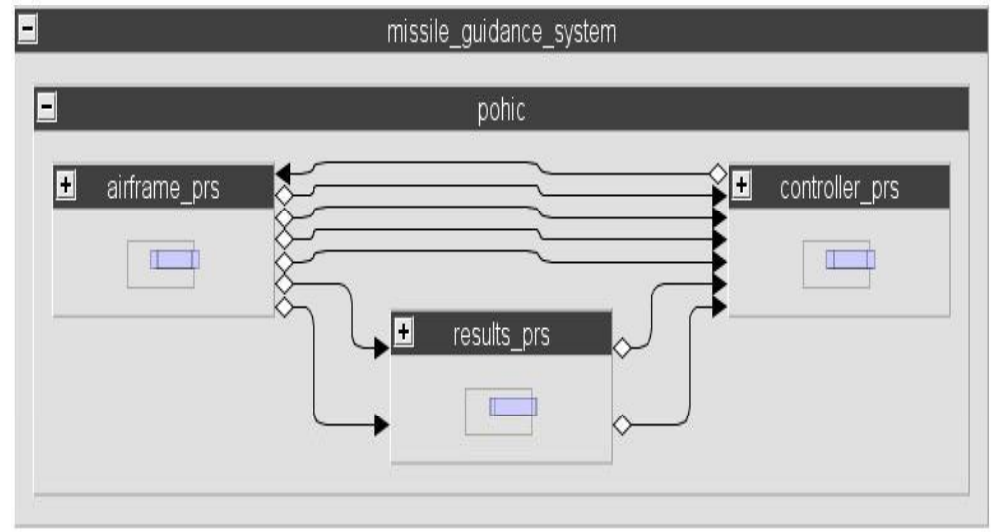 missile_guidance_system
pohic
airframe_prs
controller_prs
results_prs